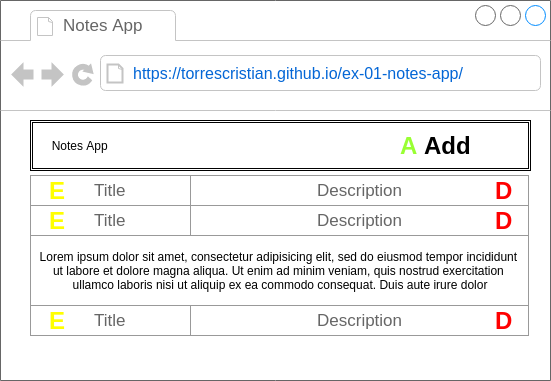 Notes App
https://torrescristian.github.io/ex-01-notes-app/
Notes App A Add
E Title Description D
E Title Description D
Lorem ipsum dolor sit amet, consectetur adipisicing elit, sed do eiusmod tempor incididunt
ut labore et dolore magna aliqua. Ut enim ad minim veniam, quis nostrud exercitation
ullamco laboris nisi ut aliquip ex ea commodo consequat. Duis aute irure dolor
E Title Description D